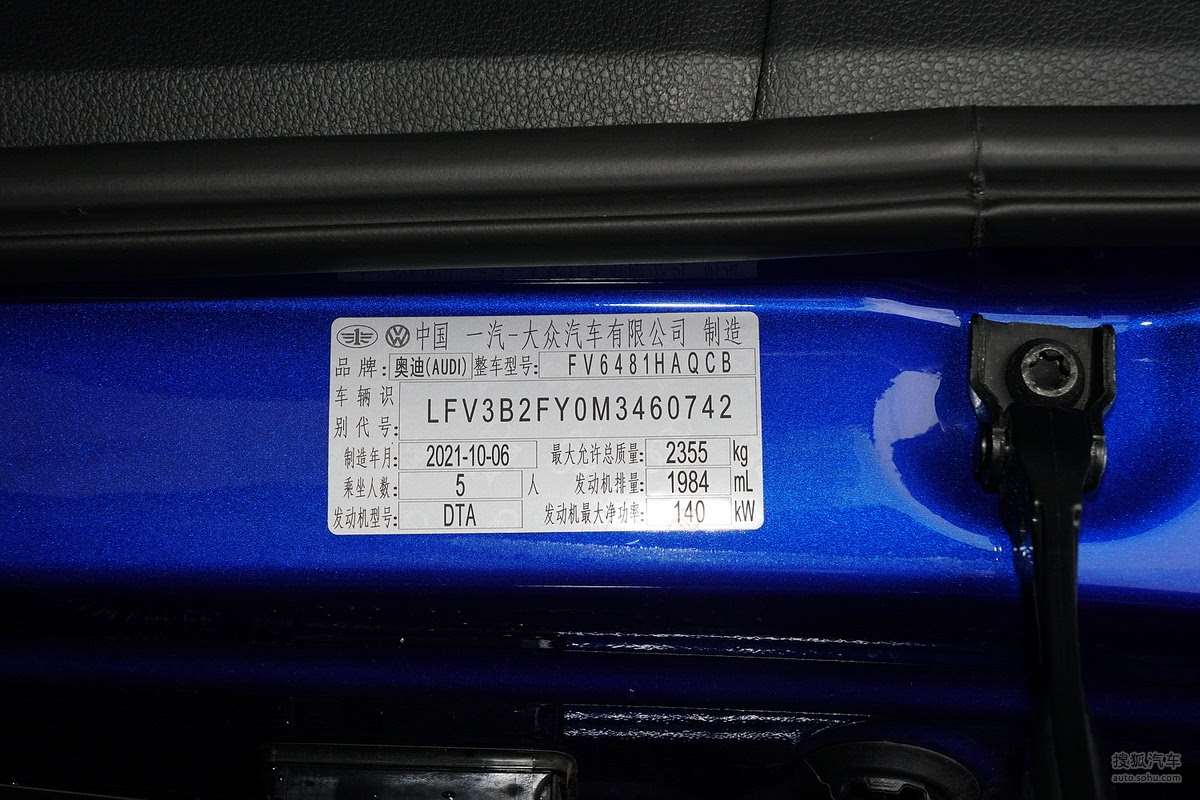 中国 一汽-大众汽车有限公司 制造
品牌: 奥迪(AUDI) 整车型号: FV6481HAQCB
车辆识别代号: LFV3B2FY0M3460742
制造年月: 2021-10-06 最大允许总质量: 2355 kg
乘坐人数: 5 人 发动机排量: 1984 mL
发动机型号: DTA 发动机最大净功率: 140 kW
搜狐汽车
auto.sohu.com